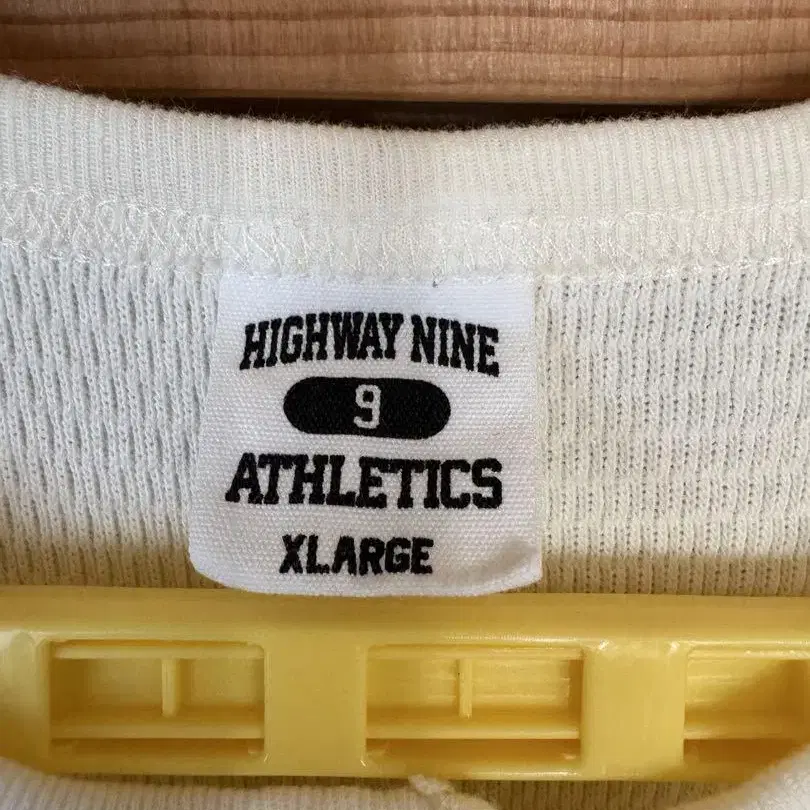 HIGHWAY NINE
9
ATHLETICS
XLARGE